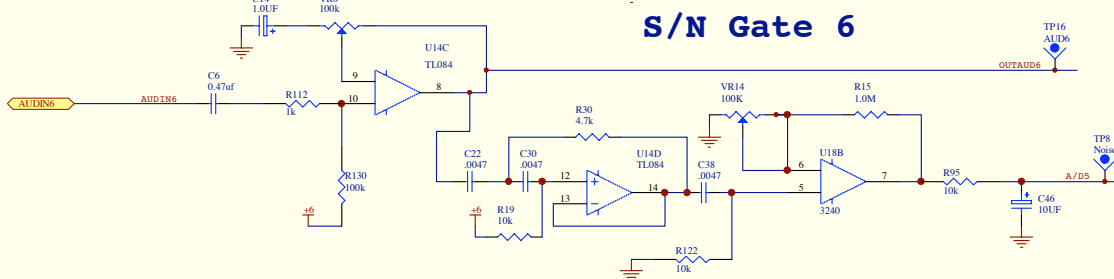 1.0UF
100k
S/N Gate 6
TP16
AUD6
U14C
TL084
OUTAUD6
C6
0.47uf
9
8
AUDIN6
AUDIN6
R112
1k
10
VR14
100K
R15
1.0M
R30
4.7k
TP8
Noise
C22
.0047
C30
.0047
U14D
TL084
C38
.0047
U18B
6
7
R130
100k
12
14
13
5
3240
R95
10k
A/D5
+6
+6
R19
10k
C46
10UF
R122
10k